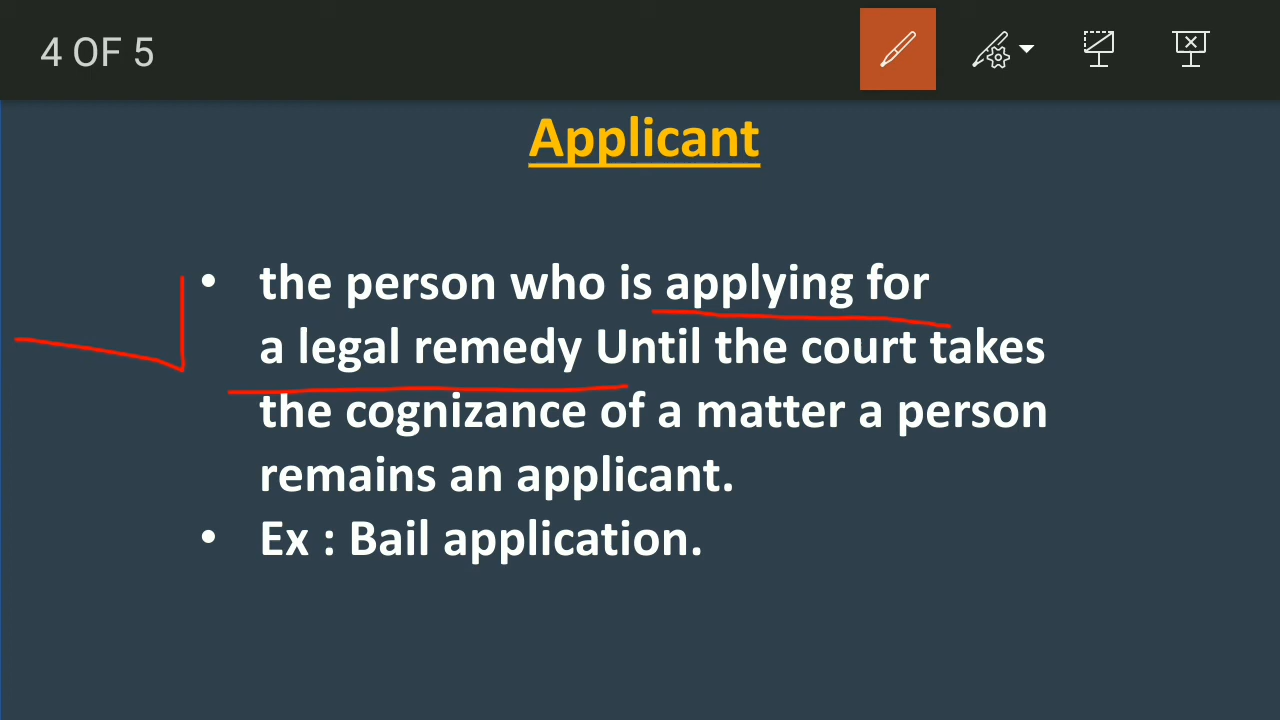 4 OF 5
Applicant
• the person who is applying for
a legal remedy Until the court takes
the cognizance of a matter a person
remains an applicant.
• Ex : Bail application.